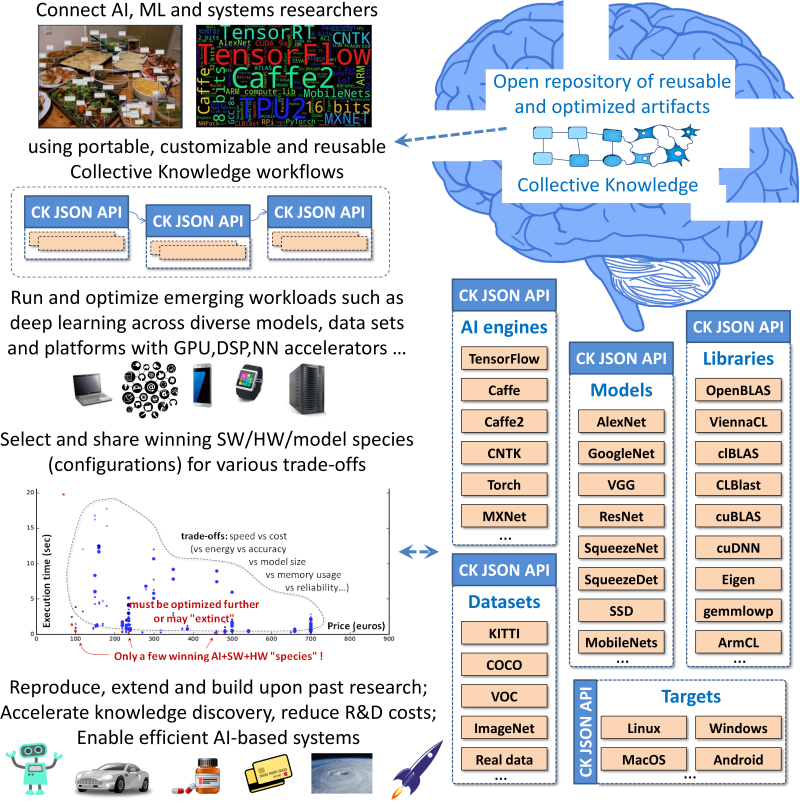 Connect AI, ML and systems researchers
TensorRT
CNTK
AlexNet CUDA 9x
TensorFlow
Caffe
Caffe2
ARM
ARM compute lib
MobileNets
8 bits
TPU2
16 bits
CLBlast
RPi
PyTorch
MXNET
using portable, customizable and reusable
Collective Knowledge workflows
CK JSON API
CK JSON API
CK JSON API
Run and optimize emerging workloads such as
deep learning across diverse models, data sets
and platforms with GPU,DSP,NN accelerators ...
Select and share winning SW/HW/model species
(configurations) for various trade-offs
Execution time (sec)
20
15
10
5
0
trade-offs: speed vs cost
(vs energy vs accuracy
vs model size
vs memory usage
vs reliability...)
must be optimized further
or may "extinct"
Price (euros)
0
100
200
300
400
500
600
700
800
900
Only a few winning AI+SW+HW "species" !
Reproduce, extend and build upon past research;
Accelerate knowledge discovery, reduce R&D costs;
Enable efficient AI-based systems
Open repository of reusable
and optimized artifacts
Collective Knowledge
CK JSON API
AI engines
TensorFlow
Caffe
Caffe2
CNTK
Torch
MXNet
...
CK JSON API
Datasets
KITTI
COCO
VOC
ImageNet
Real data
...
CK JSON API
Models
AlexNet
GoogleNet
VGG
ResNet
SqueezeNet
SqueezeDet
SSD
MobileNets
...
CK JSON API
Libraries
OpenBLAS
ViennaCL
clBLAS
CLBlast
cuBLAS
cuDNN
Eigen
gemmlowp
ArmCL
...
CK JSON API
Targets
Linux
Windows
MacOS
Android
...